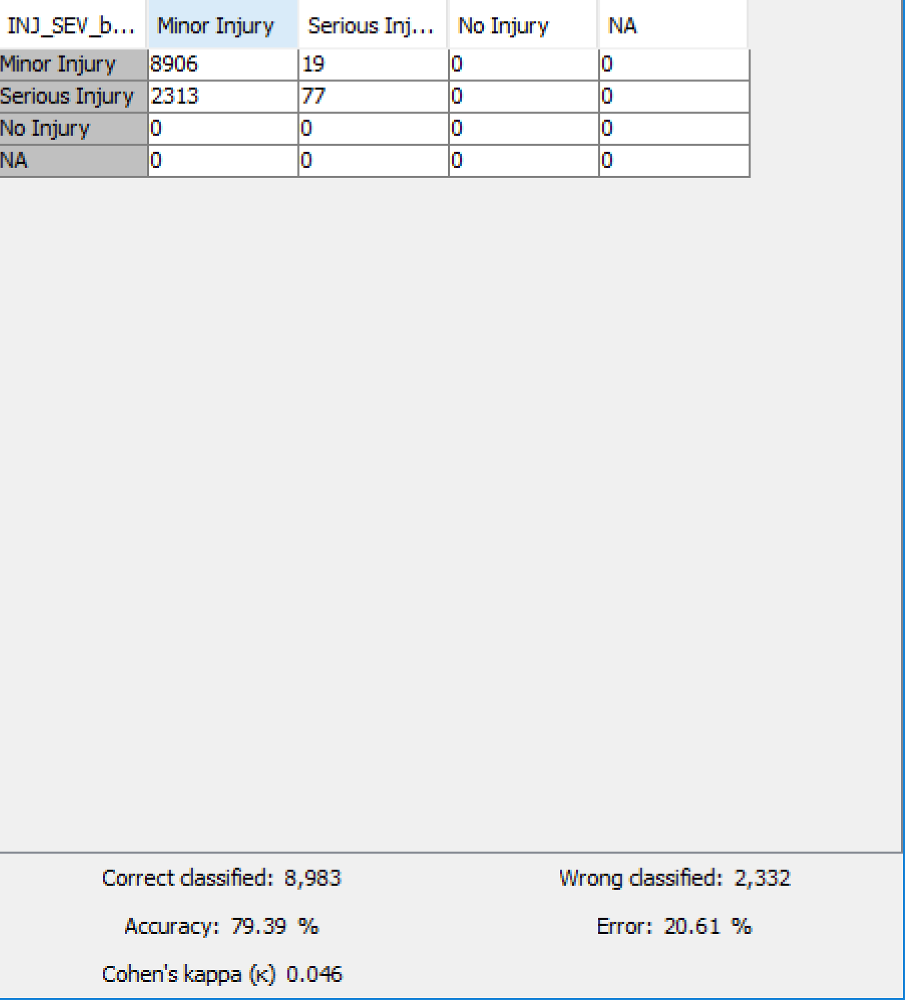 INJ_SEV_b... Minor Injury Serious Inj... No Injury NA
Minor Injury 8906 19 0 0
Serious Injury 2313 77 0 0
No Injury 0 0 0 0
NA 0 0 0 0
Correct classified: 8,983 Wrong classified: 2,332
Accuracy: 79.39 % Error: 20.61 %
Cohen's kappa (κ) 0.046